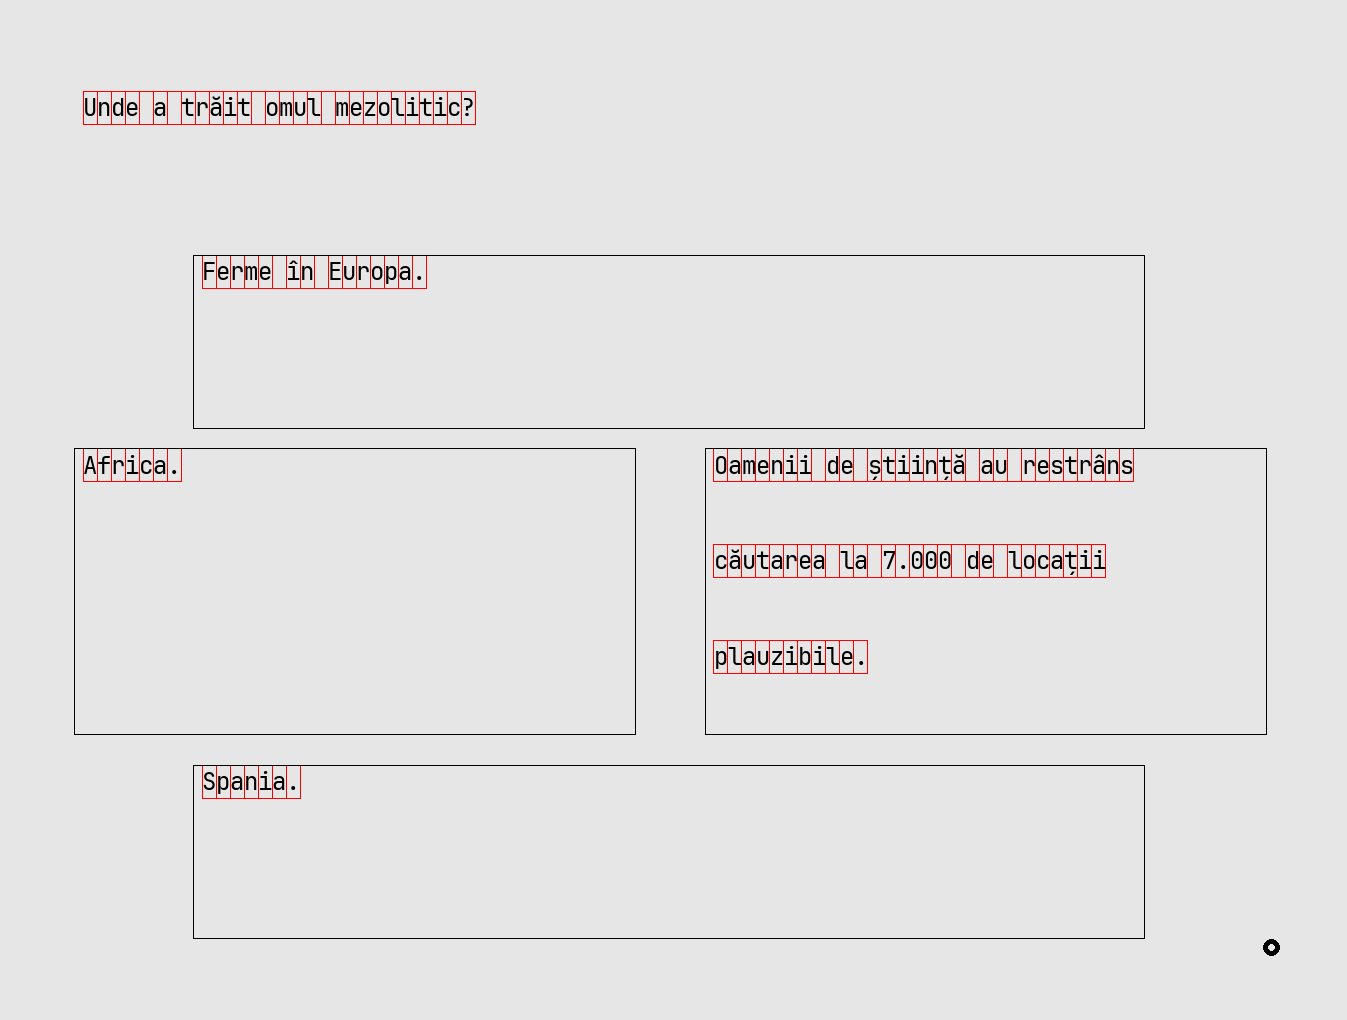 Unde a trăit omul mezolitic?
Ferme în Europa.
Africa.
Oamenii de știință au restrâns
căutarea la 7.000 de locații
plauzibile.
Spania.